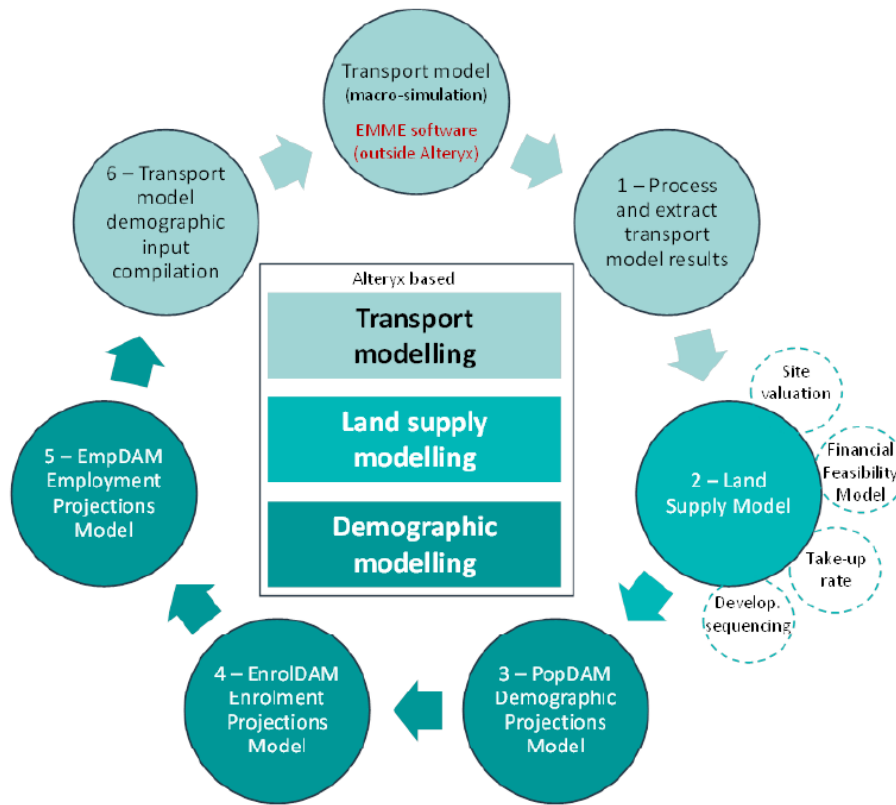 Transport model
(macro-simulation)
EMME software
(outside Alteryx)
1 – Process
and extract
transport
model results
Site
valuation
Financial
Feasibility
Model
2 – Land
Supply Model
Take-up
rate
Develop.
sequencing
3 – PopDAM
Demographic
Projections
Model
4 – EnrolDAM
Enrolment
Projections
Model
5 – EmpDAM
Employment
Projections
Model
6 – Transport
model
demographic
input
compilation
Alteryx based
Transport
modelling
Land supply
modelling
Demographic
modelling